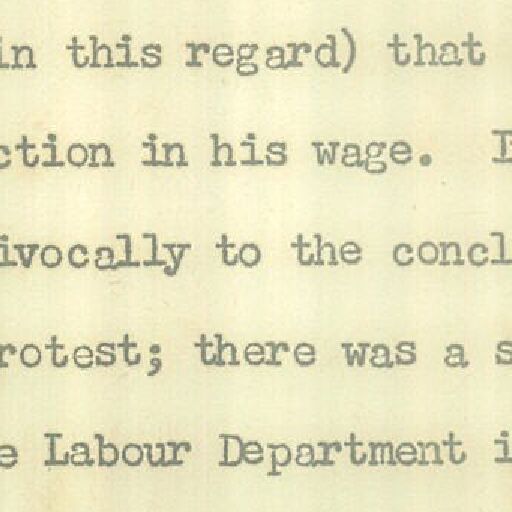 in this regard) that
ction in his wage.
ivocally to the concl
rotest; there was a s
e Labour Department i